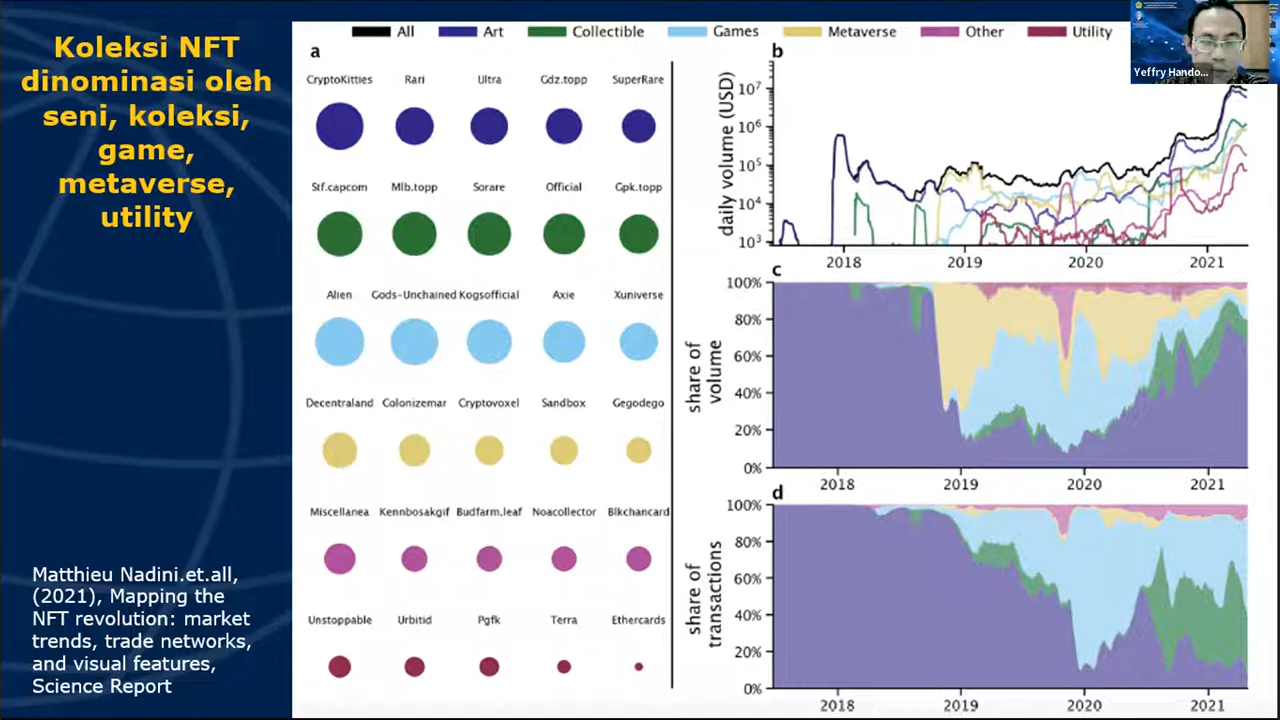 Koleksi NFT
dinominasi oleh
seni, koleksi,
game,
metaverse,
utility
Matthieu Nadini.et.all,
(2021), Mapping the
NFT revolution: market
trends, trade networks,
and visual features,
Science Report
All Art Collectible Games Metaverse Other Utility
a
CryptoKitties Rari Ultra Gdz.topp SuperRare
Stf.capcom Mlb.topp Sorare Official Gpk.topp
Alien Gods-Unchained Kogsofficial Axie Xuniverse
Decentraland Colonizemar Cryptovoxel Sandbox Gegodego
Miscellanea Kennbosakgif Budfarm.leaf Noacollector Blkchancard
Unstoppable Urbitid Pgfk Terra Ethercards
b
daily volume (USD)
10⁷
10⁶
10⁵
10⁴
10³
2018 2019 2020 2021
c
share of
volume
100%
80%
60%
40%
20%
0%
2018 2019 2020 2021
d
share of
transactions
100%
80%
60%
40%
20%
0%
2018 2019 2020 2021
Yeffry Hando...